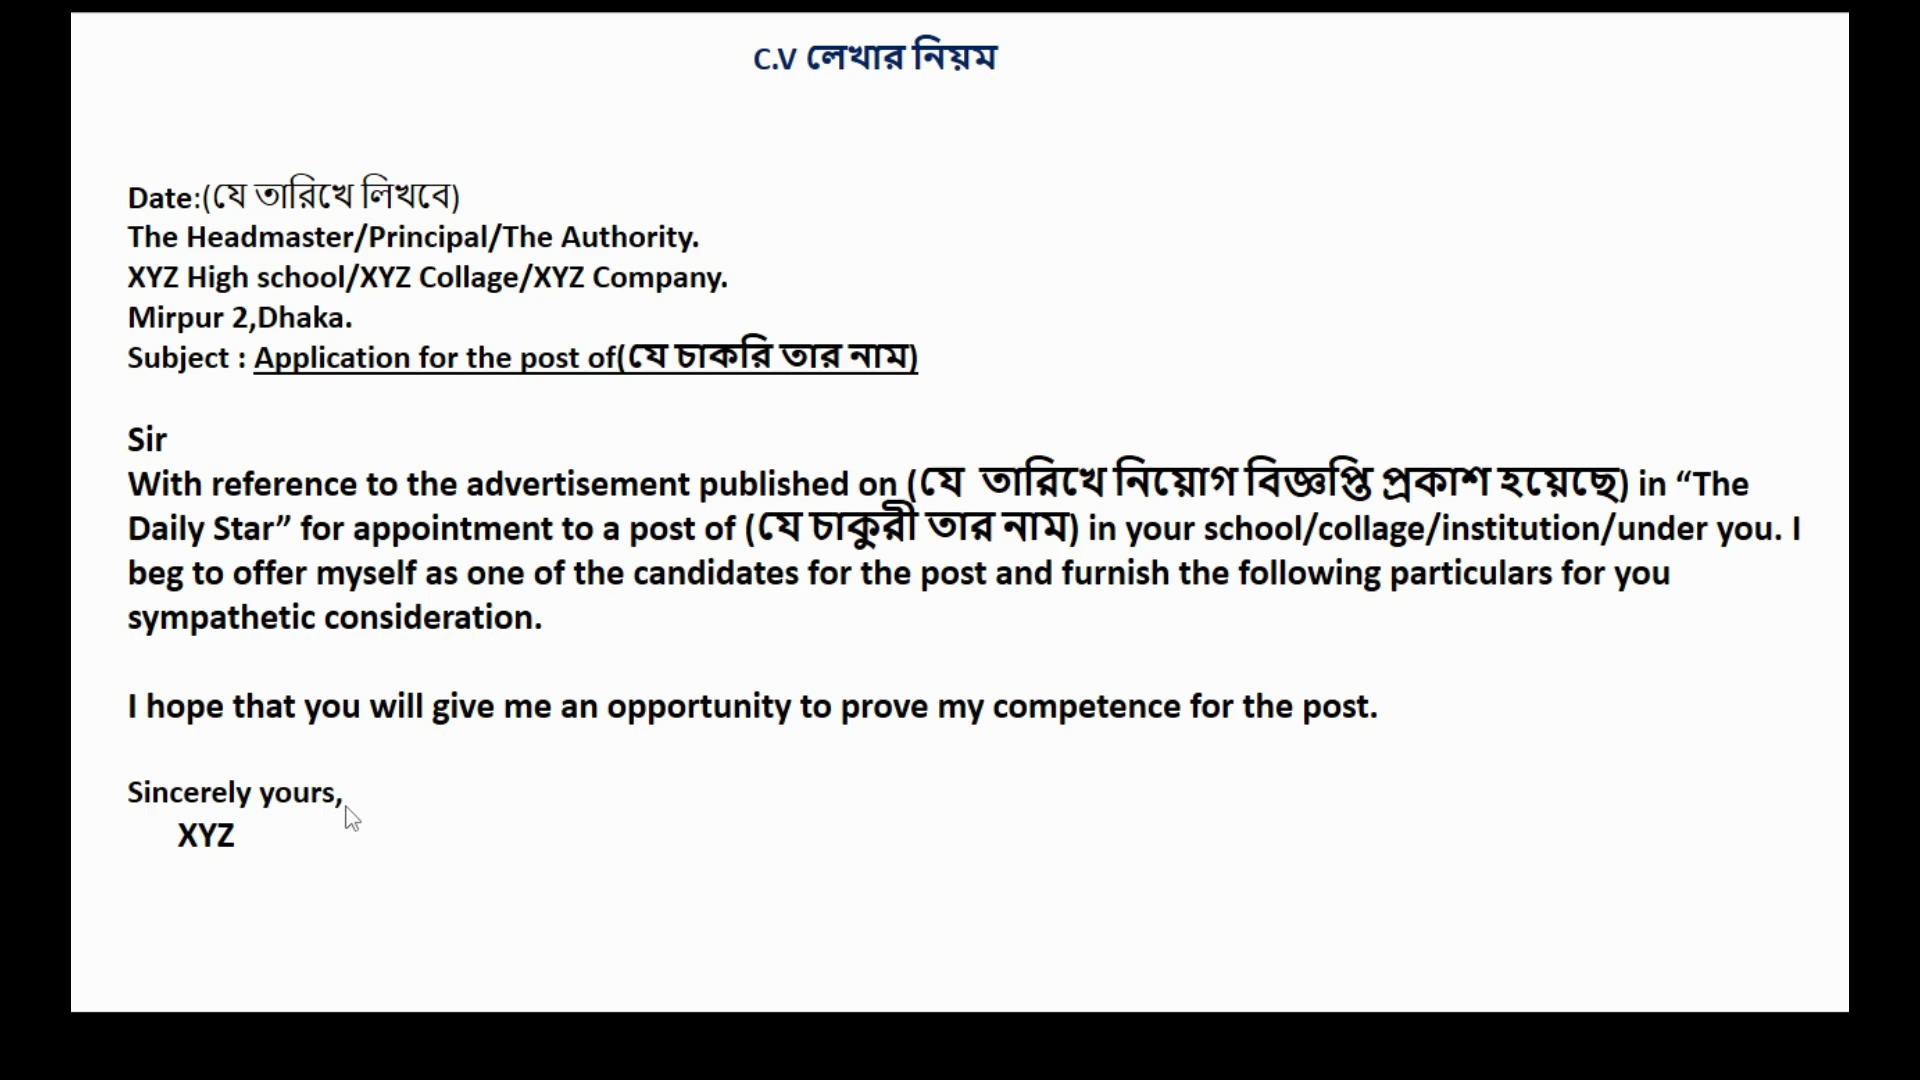 C.V লেখার নিয়ম
Date:(যে তারিখে লিখবে)
The Headmaster/Principal/The Authority.
XYZ High school/XYZ Collage/XYZ Company.
Mirpur 2,Dhaka.
Subject : Application for the post of(যে চাকরি তার নাম)
Sir
With reference to the advertisement published on (যে তারিখে নিয়োগ বিজ্ঞপ্তি প্রকাশ হয়েছে) in “The
Daily Star” for appointment to a post of (যে চাকুরী তার নাম) in your school/collage/institution/under you. I
beg to offer myself as one of the candidates for the post and furnish the following particulars for you
sympathetic consideration.
I hope that you will give me an opportunity to prove my competence for the post.
Sincerely yours,
XYZ